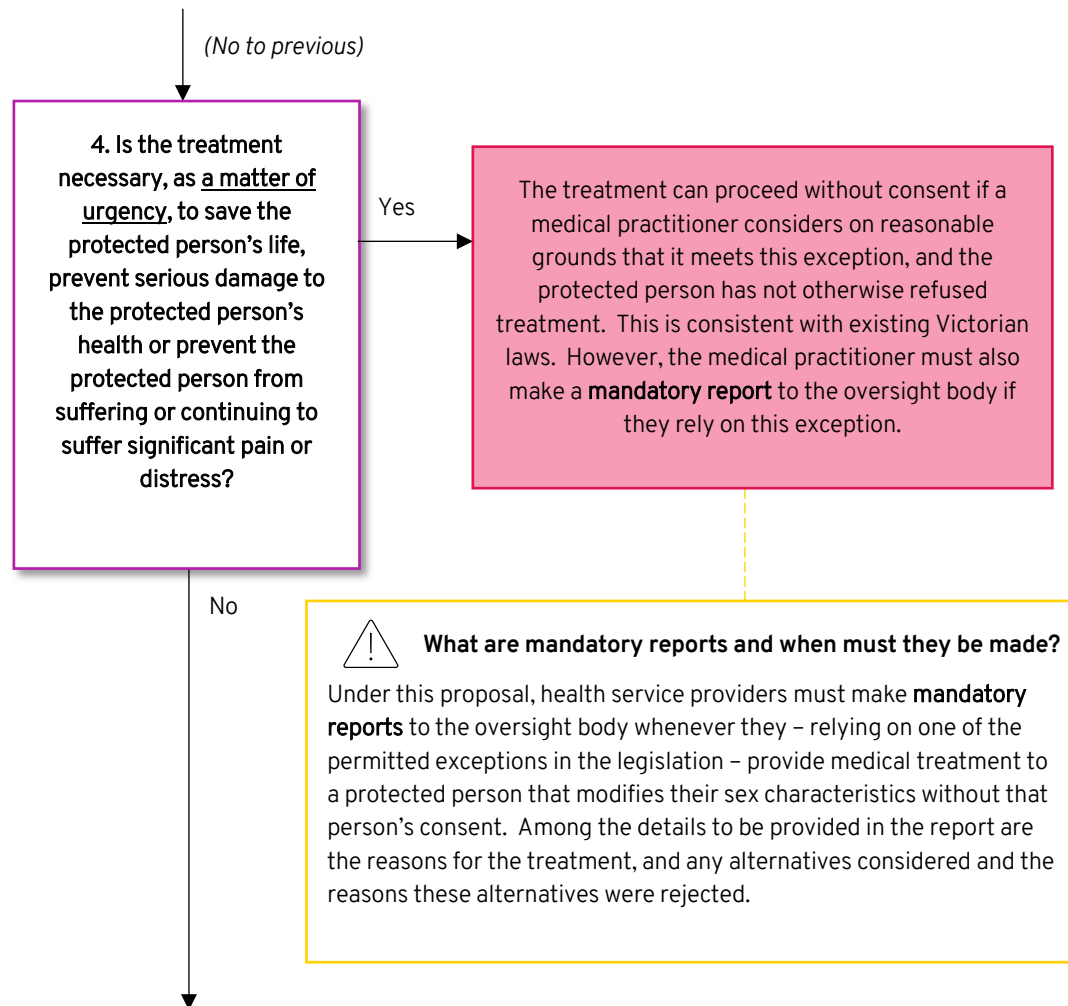 (No to previous)
4. Is the treatment
necessary, as a matter of
urgency, to save the
protected person's life,
prevent serious damage to
the protected person's
health or prevent the
protected person from
suffering or continuing to
suffer significant pain or
distress?
Yes
The treatment can proceed without consent if a
medical practitioner considers on reasonable
grounds that it meets this exception, and the
protected person has not otherwise refused
treatment. This is consistent with existing Victorian
laws. However, the medical practitioner must also
make a mandatory report to the oversight body if
they rely on this exception.
No
What are mandatory reports and when must they be made?
Under this proposal, health service providers must make mandatory
reports to the oversight body whenever they – relying on one of the
permitted exceptions in the legislation – provide medical treatment to
a protected person that modifies their sex characteristics without that
person's consent. Among the details to be provided in the report are
the reasons for the treatment, and any alternatives considered and the
reasons these alternatives were rejected.